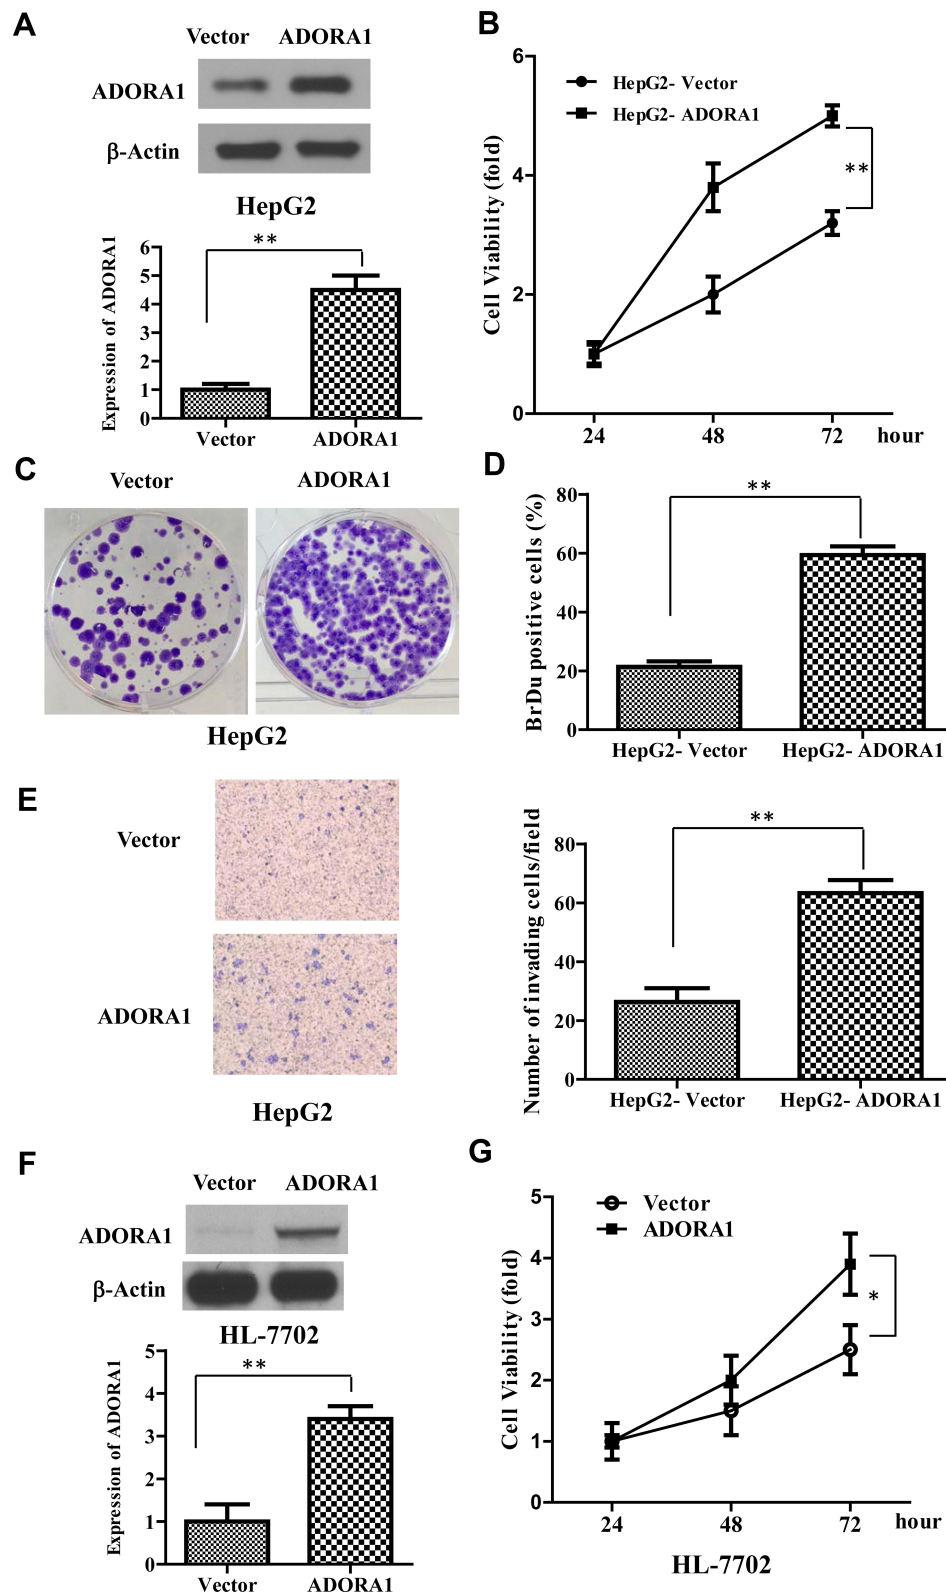 A
Vector ADORA1
ADORA1
β-Actin
HepG2
Expression of ADORA1
6
5
4
3
2
1
0
**
Vector ADORA1
B
Cell Viability (fold)
6
4
2
0
HepG2- Vector
HepG2- ADORA1
**
24 48 72 hour
C
Vector ADORA1
HepG2
D
BrDu positive cells (%)
80
60
40
20
0
**
HepG2- Vector HepG2- ADORA1
E
Vector
ADORA1
HepG2
Number of invading cells/field
80
60
40
20
0
**
HepG2- Vector HepG2- ADORA1
F
Vector ADORA1
ADORA1
β-Actin
HL-7702
Expression of ADORA1
5
4
3
2
1
0
**
Vector ADORA1
G
Cell Viability (fold)
5
4
3
2
1
0
Vector
ADORA1
*
24 48 72 hour
HL-7702